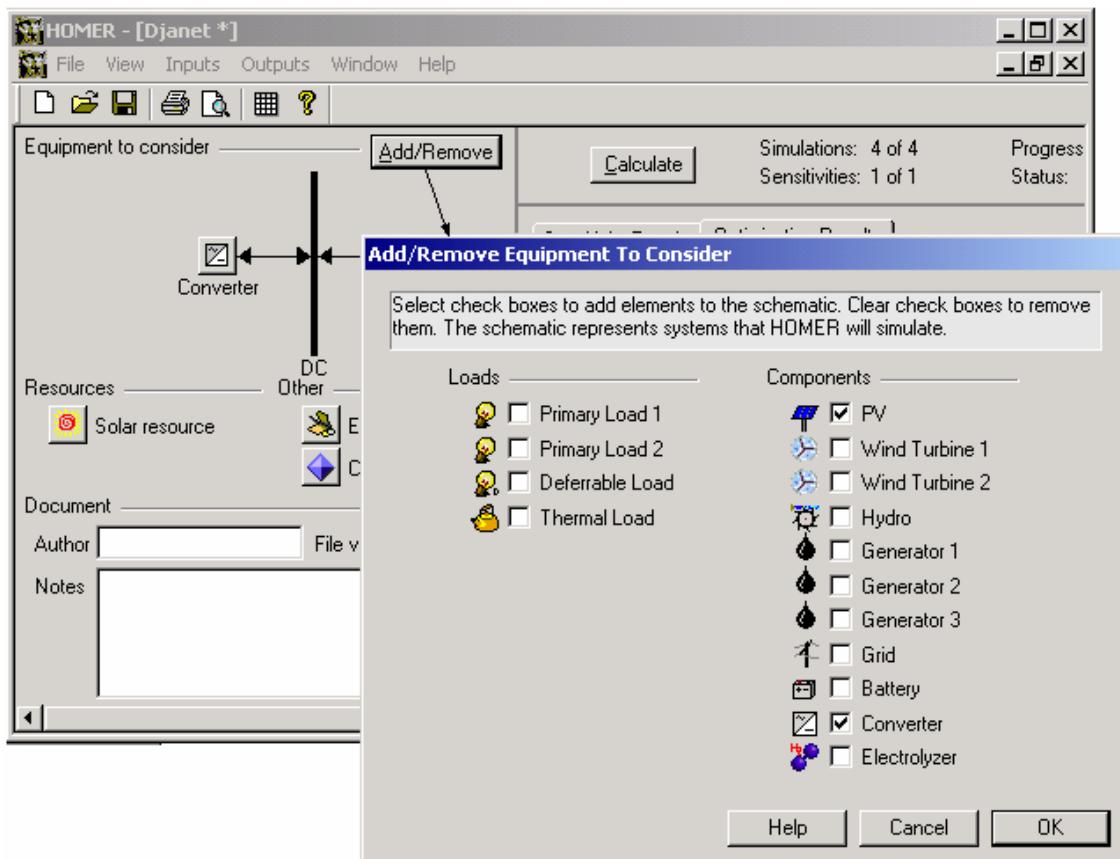 HOMER - [Djanet *]
File View Inputs Outputs Window Help
Equipment to consider
Add/Remove
Calculate
Simulations: 4 of 4
Progress
Sensitivities: 1 of 1
Status:
Converter
DC
Resources
Other
Solar resource
E
C
Document
Author
File v
Notes
Add/Remove Equipment To Consider
Select check boxes to add elements to the schematic. Clear check boxes to remove
them. The schematic represents systems that HOMER will simulate.
Loads
Primary Load 1
Primary Load 2
Deferrable Load
Thermal Load
Components
PV
Wind Turbine 1
Wind Turbine 2
Hydro
Generator 1
Generator 2
Generator 3
Grid
Battery
Converter
Electrolyzer
Help Cancel OK